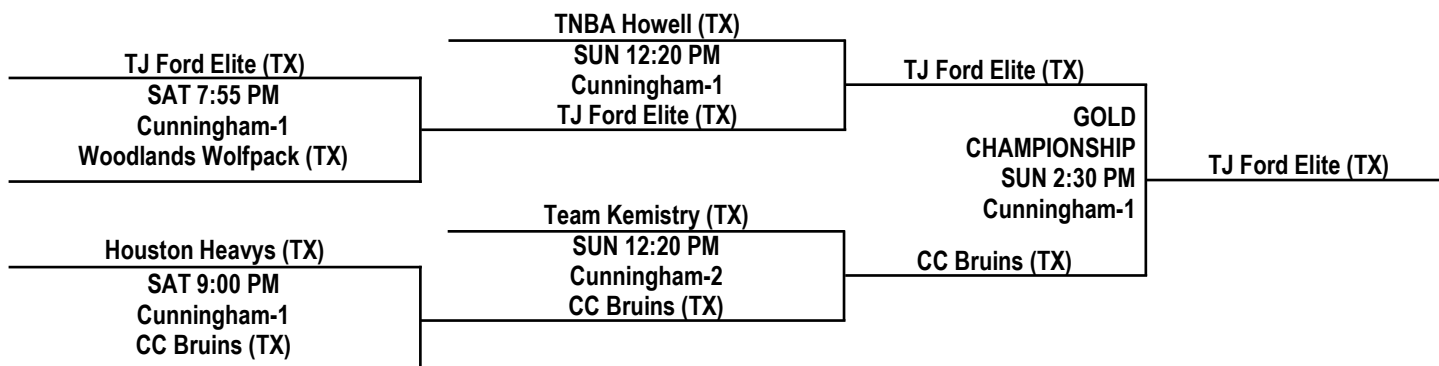 TJ Ford Elite (TX)
SAT 7:55 PM
Cunningham-1
Woodlands Wolfpack (TX)
Houston Heavys (TX)
SAT 9:00 PM
Cunningham-1
CC Bruins (TX)
TNBA Howell (TX)
SUN 12:20 PM
Cunningham-1
TJ Ford Elite (TX)
Team Kemistry (TX)
SUN 12:20 PM
Cunningham-2
CC Bruins (TX)
TJ Ford Elite (TX)
GOLD
CHAMPIONSHIP
SUN 2:30 PM
Cunningham-1
CC Bruins (TX)
TJ Ford Elite (TX)